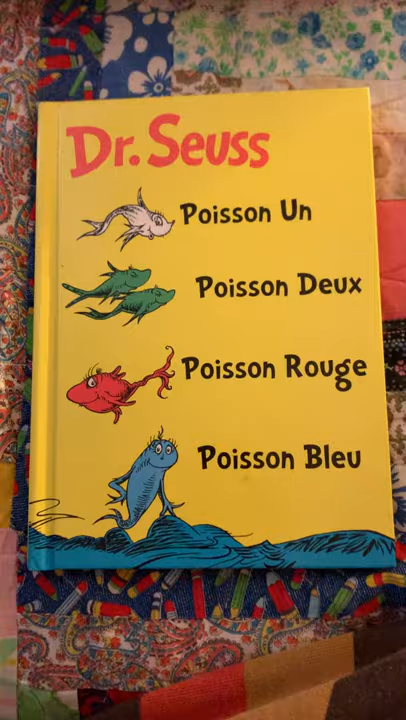 Dr. Seuss
Poisson Un
Poisson Deux
Poisson Rouge
Poisson Bleu